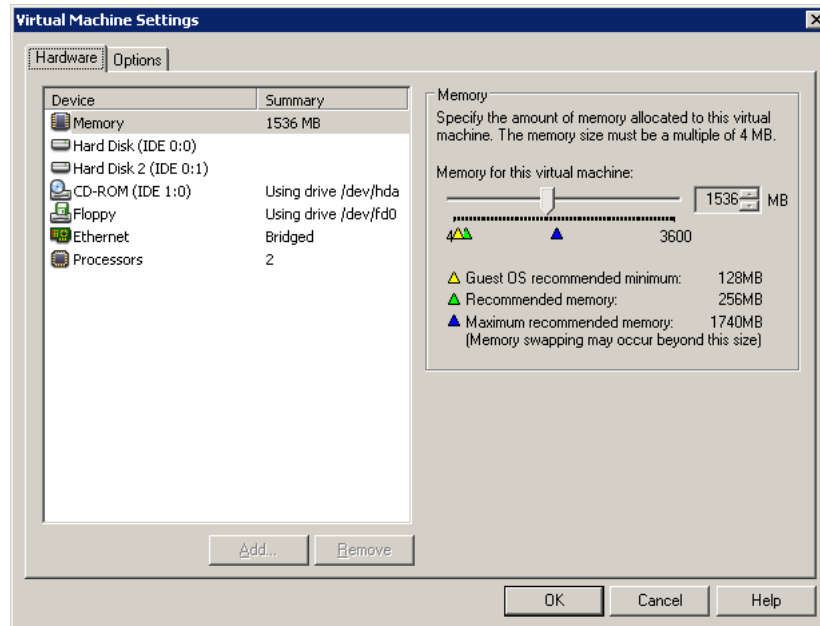 Virtual Machine Settings
Hardware
Options
Device Summary
Memory 1536 MB
Hard Disk (IDE 0:0)
Hard Disk 2 (IDE 0:1)
CD-ROM (IDE 1:0) Using drive /dev/hda
Floppy Using drive /dev/fd0
Ethernet Bridged
Processors 2
Add...
Remove
Memory
Specify the amount of memory allocated to this virtual
machine. The memory size must be a multiple of 4 MB.
Memory for this virtual machine:
1536 MB
4 3600
Guest OS recommended minimum: 128MB
Recommended memory: 256MB
Maximum recommended memory: 1740MB
(Memory swapping may occur beyond this size)
OK
Cancel
Help